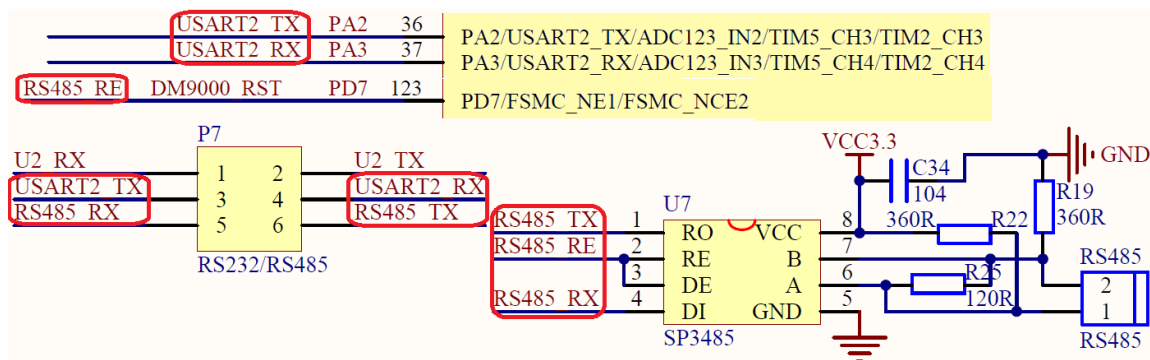 USART2_TX PA2 36 PA2/USART2_TX/ADC123_IN2/TIM5_CH3/TIM2_CH3
USART2_RX PA3 37 PA3/USART2_RX/ADC123_IN3/TIM5_CH4/TIM2_CH4
RS485_RE DM9000_RST PD7 123 PD7/FSMC_NE1/FSMC_NCE2
P7
U2_RX 1 2 U2_TX
USART2_TX 3 4 USART2_RX
RS485_RX 5 6 RS485_TX
RS232/RS485
VCC3.3
GND
C34
104
R19
360R
U7
360R R22
RS485_TX 1 RO VCC 8
RS485_RE 2 RE B 7
3 DE A 6
RS485_RX 4 DI GND 5
SP3485
R25
120R
RS485
2
1
RS485